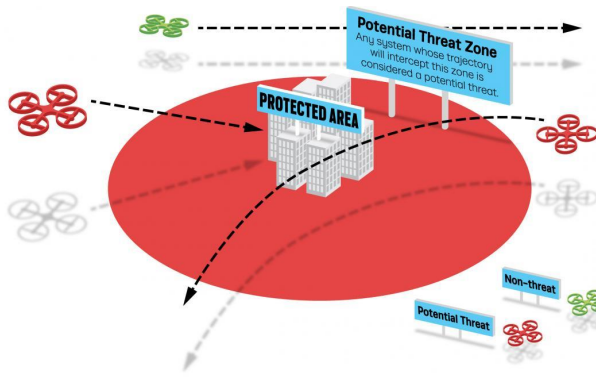 Potential Threat Zone
Any system whose trajectory
will intercept this zone is
considered a potential threat.
PROTECTED AREA
Non-threat
Potential Threat